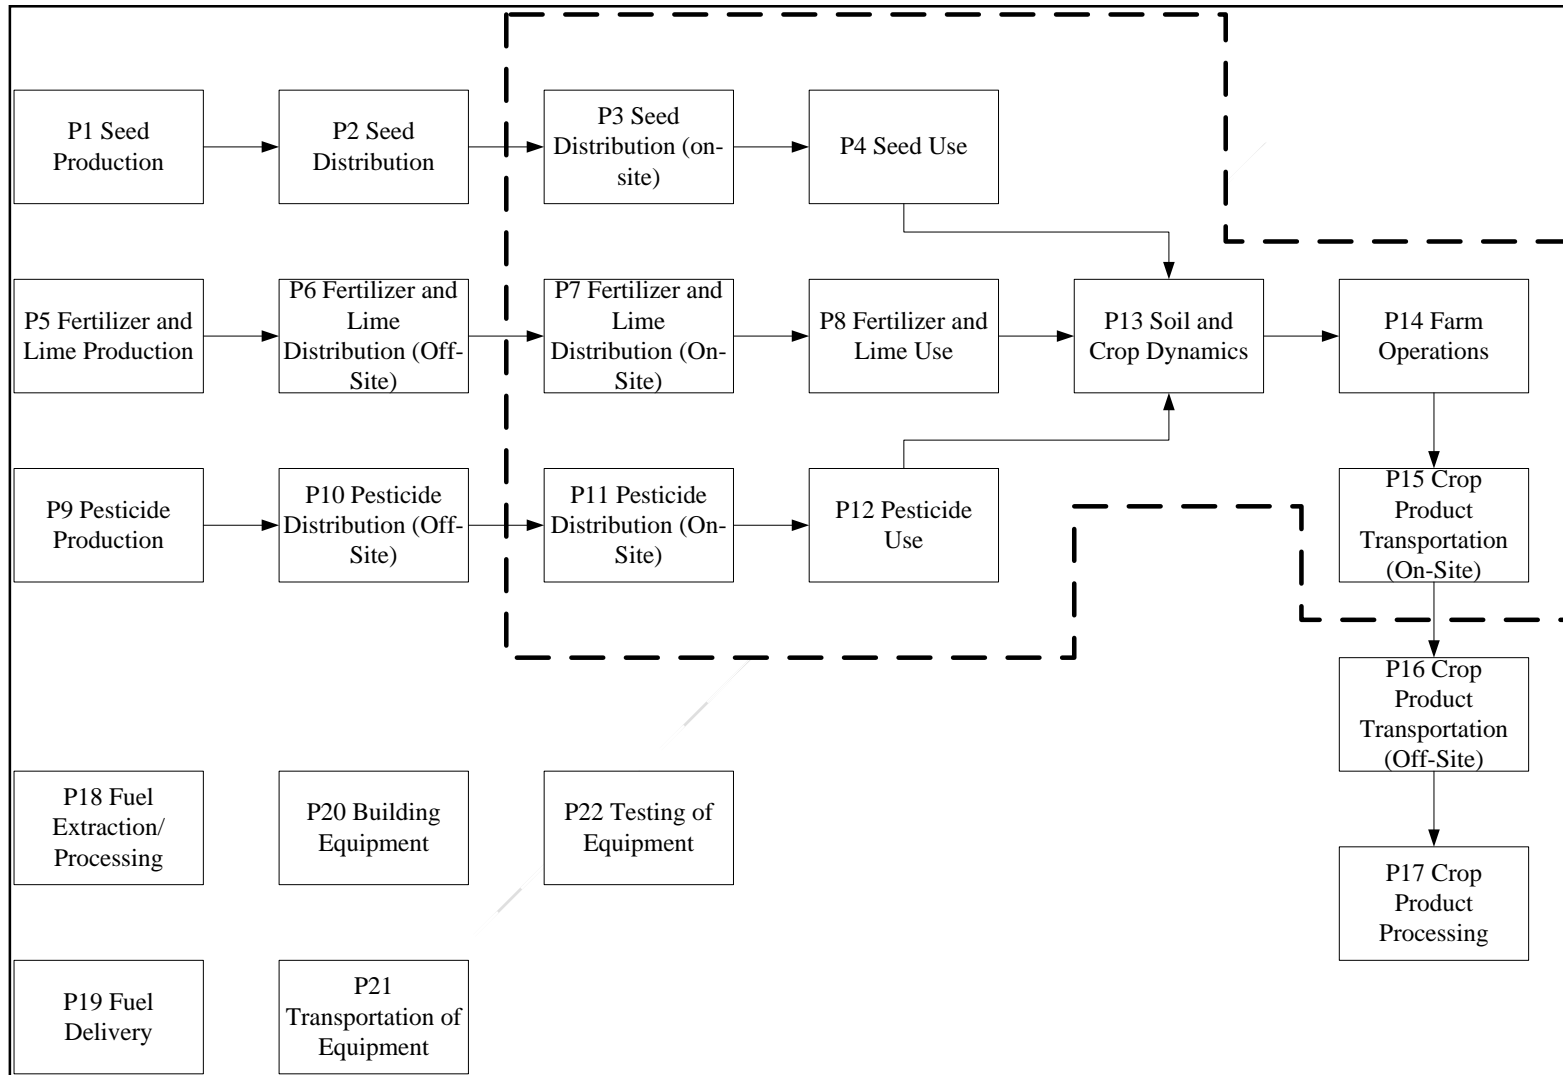 P1 Seed
Production
P2 Seed
Distribution
P3 Seed
Distribution (on-
site)
P4 Seed Use
P5 Fertilizer and
Lime Production
P6 Fertilizer and
Lime
Distribution (Off-
Site)
P7 Fertilizer and
Lime
Distribution (On-
Site)
P8 Fertilizer and
Lime Use
P13 Soil and
Crop Dynamics
P14 Farm
Operations
P9 Pesticide
Production
P10 Pesticide
Distribution (Off-
Site)
P11 Pesticide
Distribution (On-
Site)
P12 Pesticide
Use
P15 Crop
Product
Transportation
(On-Site)
P16 Crop
Product
Transportation
(Off-Site)
P18 Fuel
Extraction/
Processing
P20 Building
Equipment
P22 Testing of
Equipment
P17 Crop
Product
Processing
P19 Fuel
Delivery
P21
Transportation of
Equipment